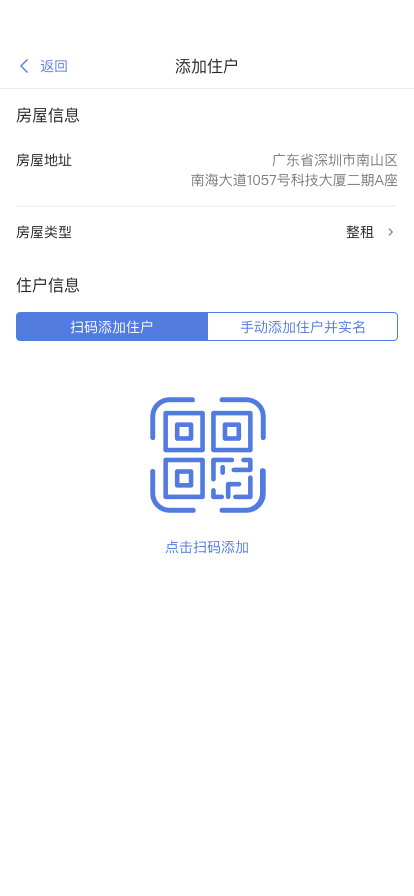 返回
添加住户
房屋信息
房屋地址
广东省深圳市南山区
南海大道1057号科技大厦二期A座
房屋类型
整租
住户信息
扫码添加住户
手动添加住户并实名
点击扫码添加